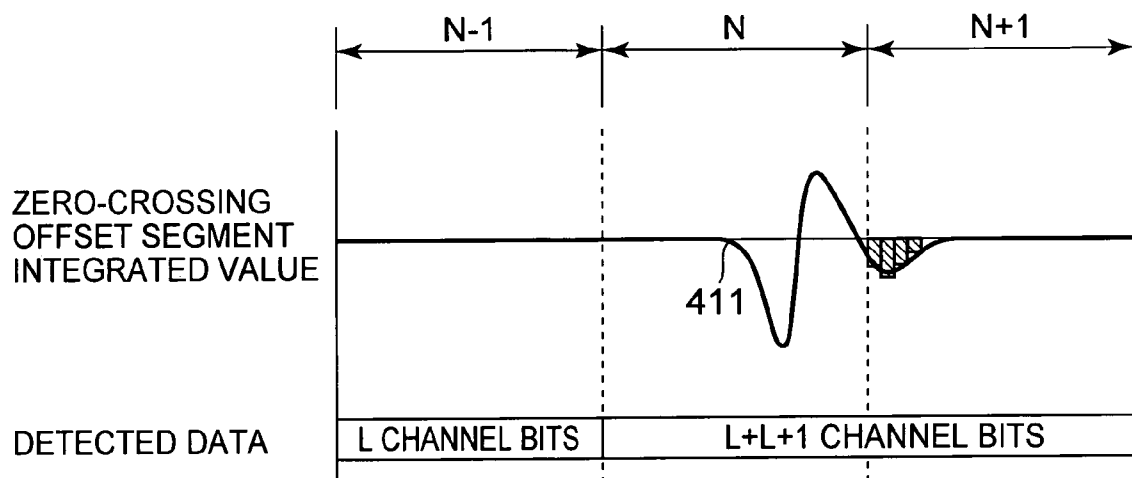 N-1 N N+1
ZERO-CROSSING
OFFSET SEGMENT
INTEGRATED VALUE
411
DETECTED DATA L CHANNEL BITS L+L+1 CHANNEL BITS